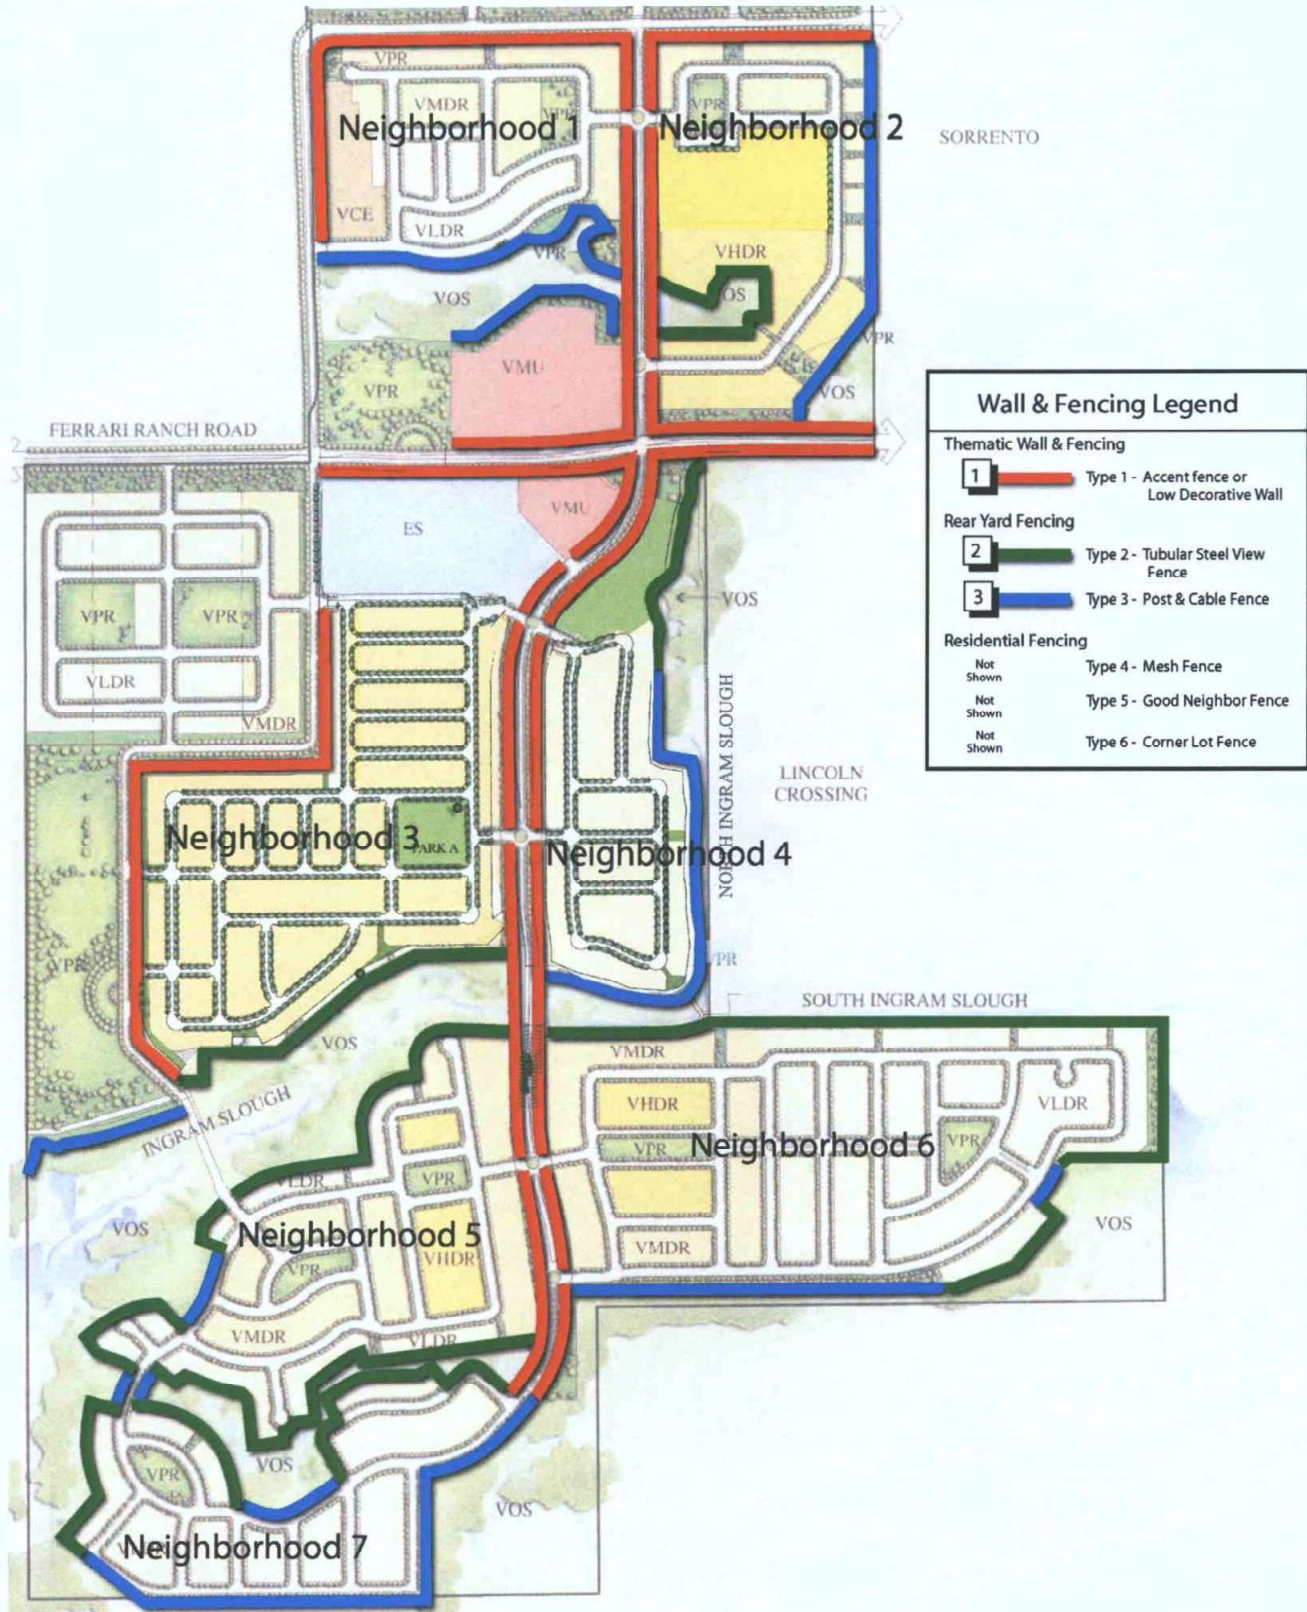 VPR
VMDR
VPR
Neighborhood 1
VCE
VLDR
VPR
VOS
VPR
VMU
VPR
Neighborhood 2
SORRENTO
VHDR
OS
VPR
VOS
FERRARI RANCH ROAD
Wall & Fencing Legend
Thematic Wall & Fencing
1 Type 1 - Accent fence or
Low Decorative Wall
Rear Yard Fencing
2 Type 2 - Tubular Steel View
Fence
3 Type 3 - Post & Cable Fence
Residential Fencing
Not
Shown
Type 4 - Mesh Fence
Not
Shown
Type 5 - Good Neighbor Fence
Not
Shown
Type 6 - Corner Lot Fence
ES
VMU
VOS
VPR
VPR
VLDR
VMDR
NORTH INGRAM SLOUGH
LINCOLN
CROSSING
Neighborhood 3
PARK A
Neighborhood 4
VPR
VPR
SOUTH INGRAM SLOUGH
VOS
INGRAM SLOUGH
VMDR
VHDR
VLDR
VPR
Neighborhood 6
VPR
VMDR
VOS
VLDR
VPR
VOS
Neighborhood 5
VPR
VHDR
VMDR
VLDR
VPR
VOS
VOS
Neighborhood 7